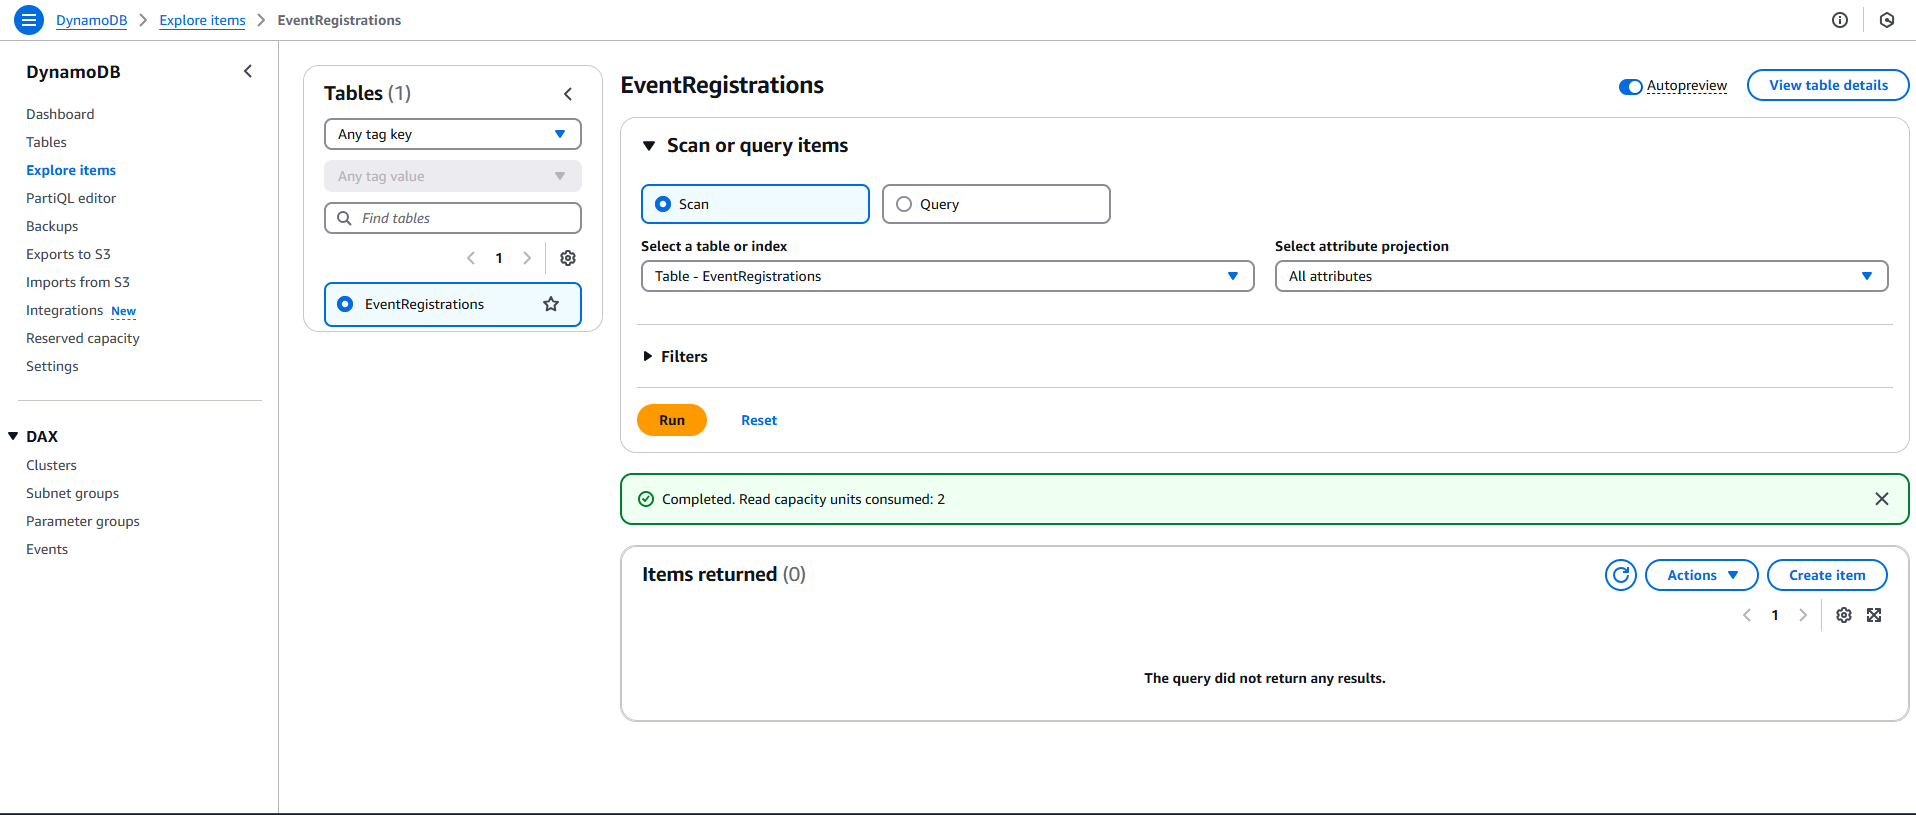 DynamoDB > Explore items > EventRegistrations
DynamoDB
Dashboard
Tables
Explore items
PartiQL editor
Backups
Exports to S3
Imports from S3
Integrations New
Reserved capacity
Settings
DAX
Clusters
Subnet groups
Parameter groups
Events
Tables (1)
Any tag key
Any tag value
Find tables
1
EventRegistrations
EventRegistrations
Autopreview
View table details
Scan or query items
Scan
Query
Select a table or index
Table - EventRegistrations
Select attribute projection
All attributes
Filters
Run
Reset
Completed. Read capacity units consumed: 2
Items returned (0)
Actions
Create item
1
The query did not return any results.